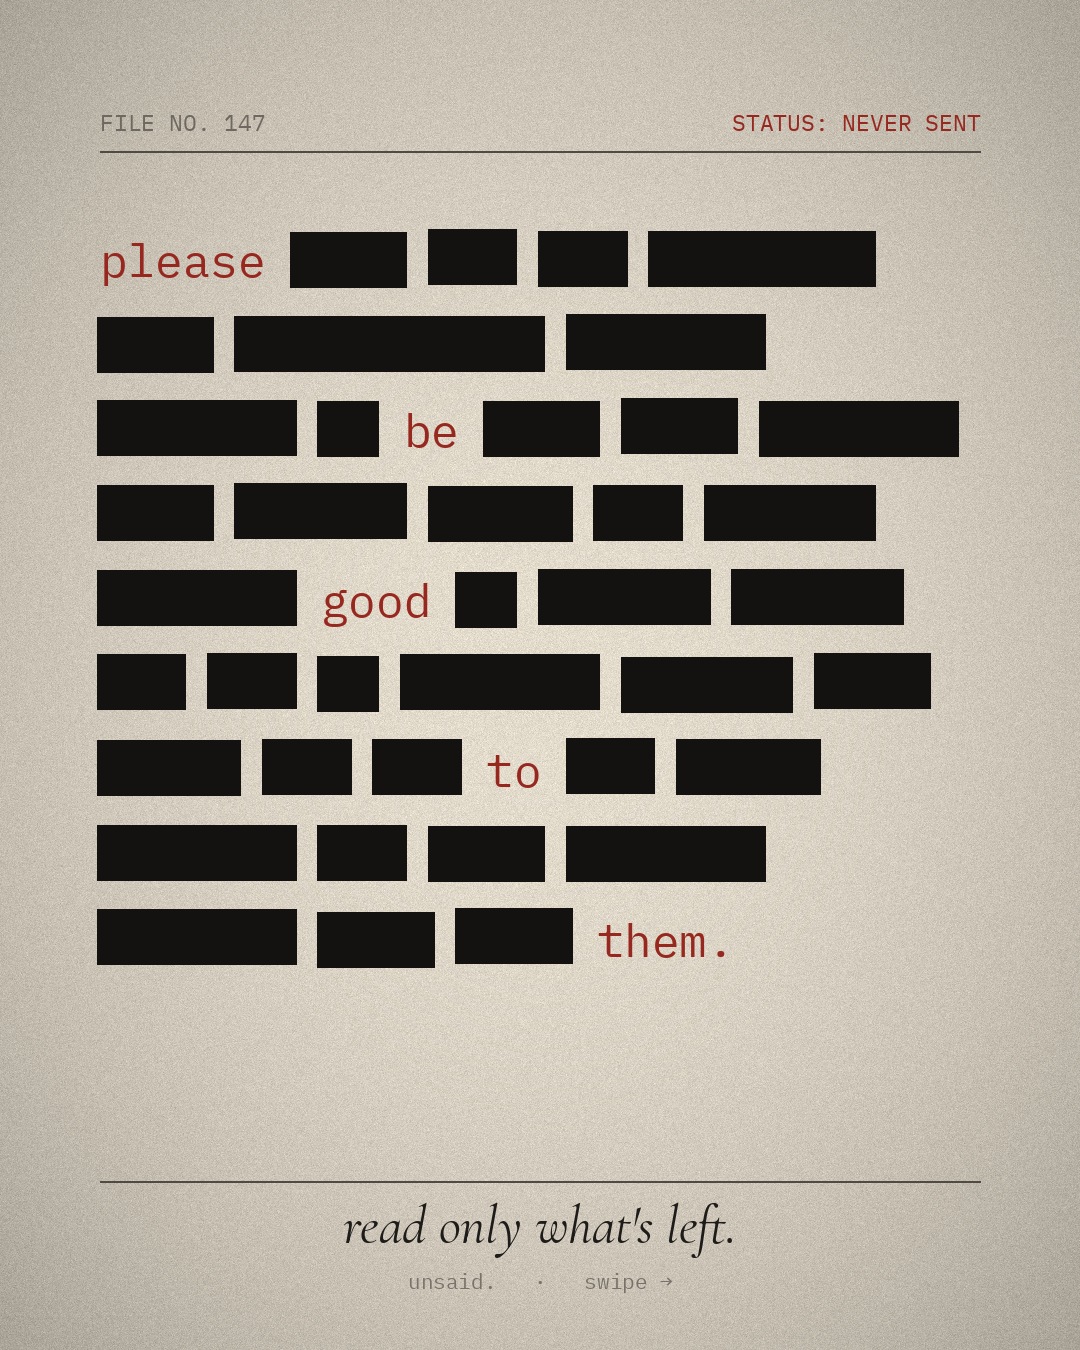 FILE NO. 147
STATUS: NEVER SENT
please
be
good
to
them.
read only what's left.
unsaid. · swipe →